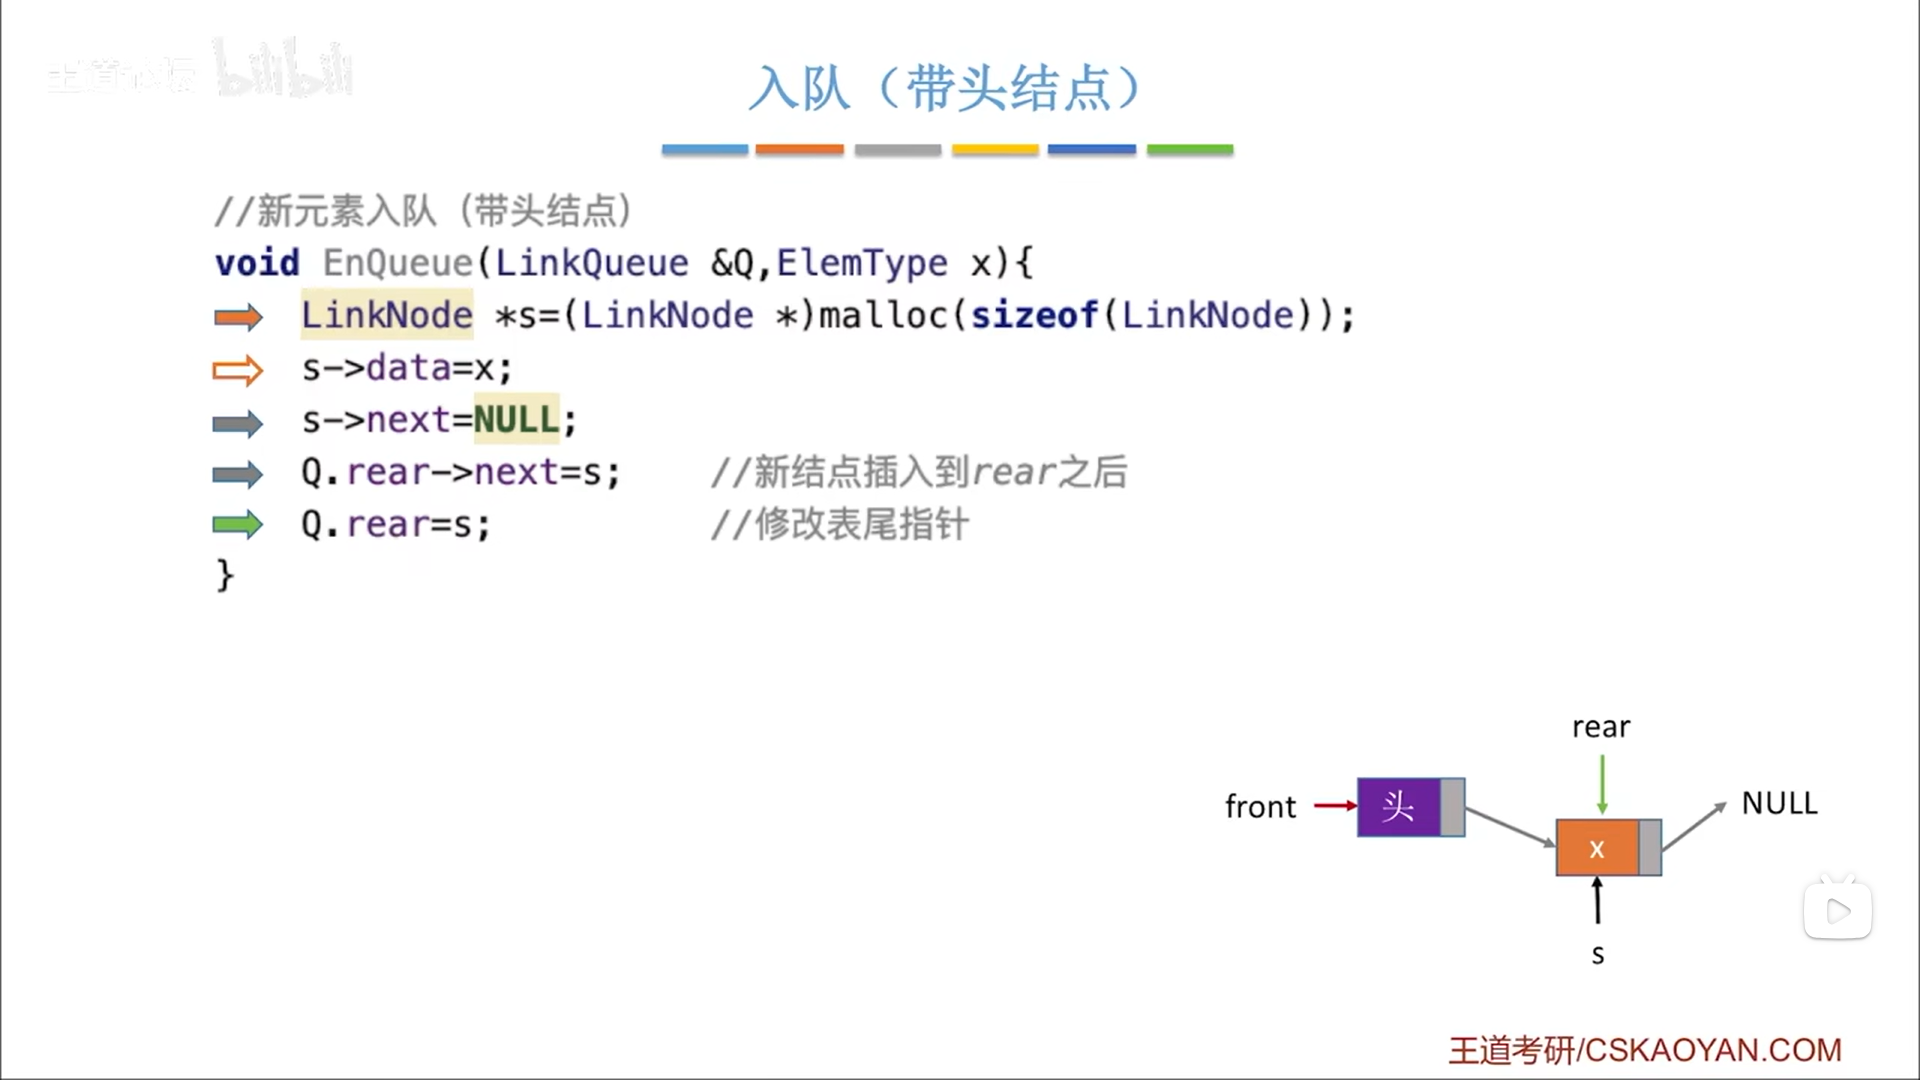 王道论坛 bilibili
入队（带头结点）
//新元素入队（带头结点）
void EnQueue(LinkQueue &Q,ElemType x){
LinkNode *s=(LinkNode *)malloc(sizeof(LinkNode));
s->data=x;
s->next=NULL;
Q.rear->next=s; //新结点插入到rear之后
Q.rear=s; //修改表尾指针
}
rear
front 头 NULL
x
s
王道考研/CSKAOYAN.COM